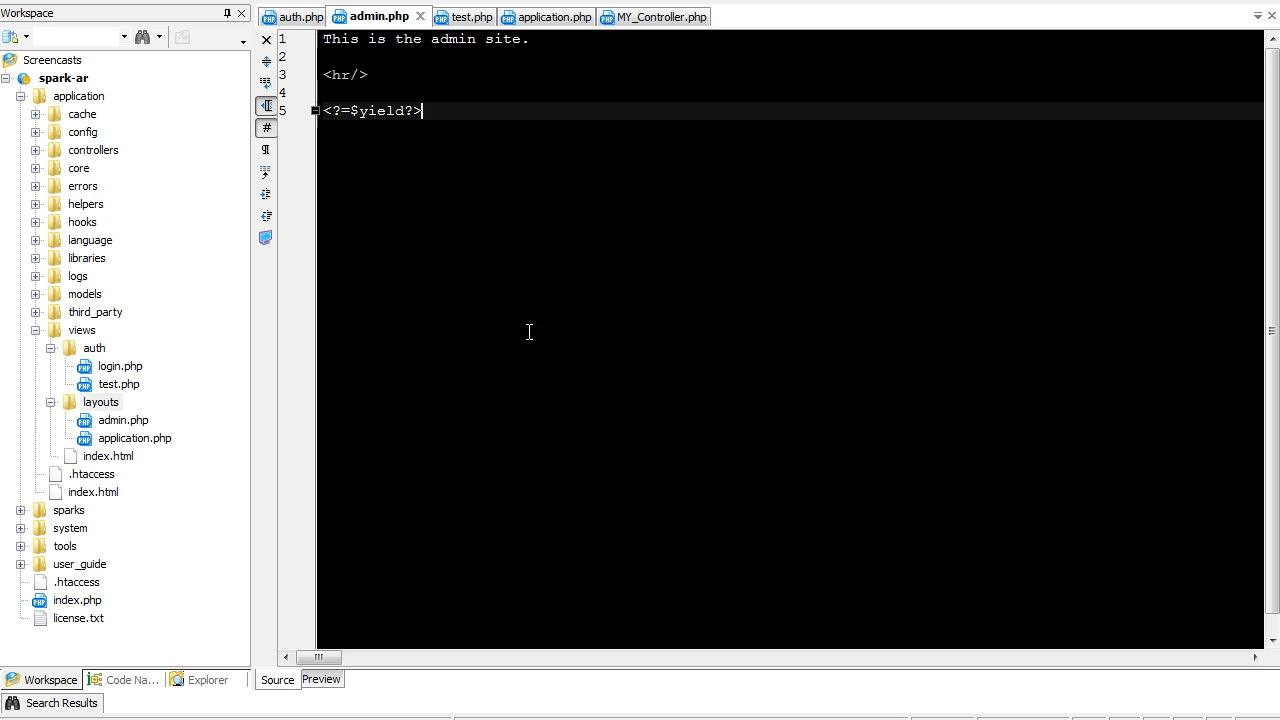 Workspace
Screencasts
spark-ar
application
cache
config
controllers
core
errors
helpers
hooks
language
libraries
logs
models
third_party
views
auth
login.php
test.php
layouts
admin.php
application.php
index.html
.htaccess
index.html
sparks
system
tools
user_guide
.htaccess
index.php
license.txt
Workspace Code Na... Explorer
Search Results
auth.php admin.php test.php application.php MY_Controller.php
1 This is the admin site.
2
3 <hr/>
4
5 <?=$yield?>
Source Preview